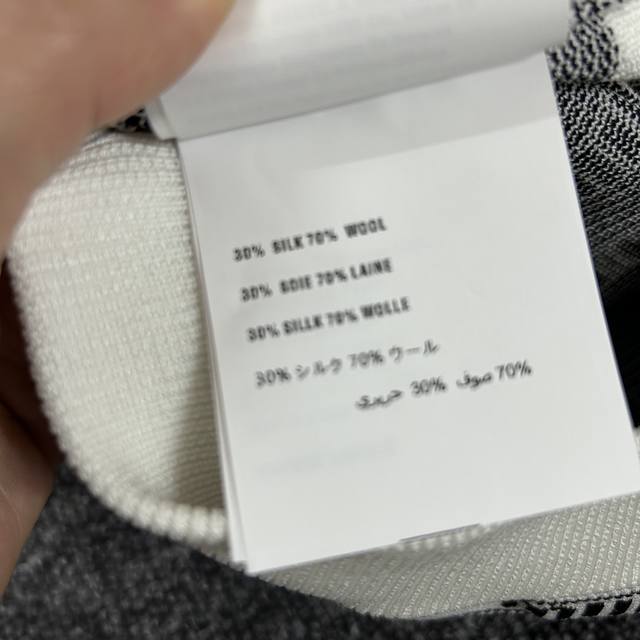 30% SILK 70% WOOL
30% SOIE 70% LAINE
30% SILLK 70% WOLLE
30% シルク 70% ウール
70% صوف 30% حرير